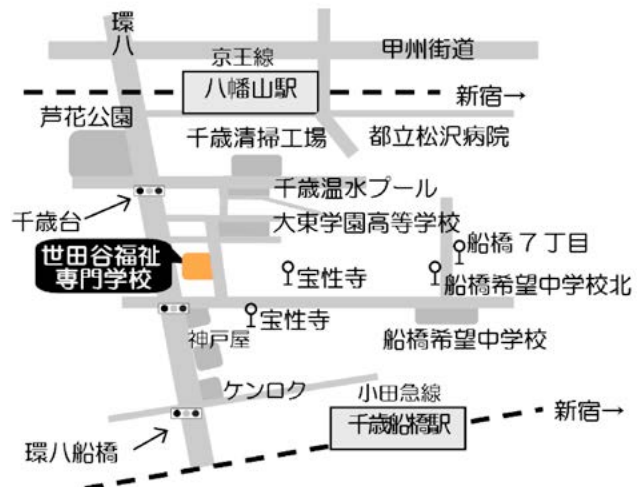 環八
甲州街道
京王線
八幡山駅
新宿→
芦花公園
千歳清掃工場
都立松沢病院
千歳温水プール
千歳台
大東学園高等学校
世田谷福祉
専門学校
船橋7丁目
宝性寺
船橋希望中学校北
宝性寺
神戸屋
船橋希望中学校
ケンロク
小田急線
千歳船橋駅
新宿→
環八船橋